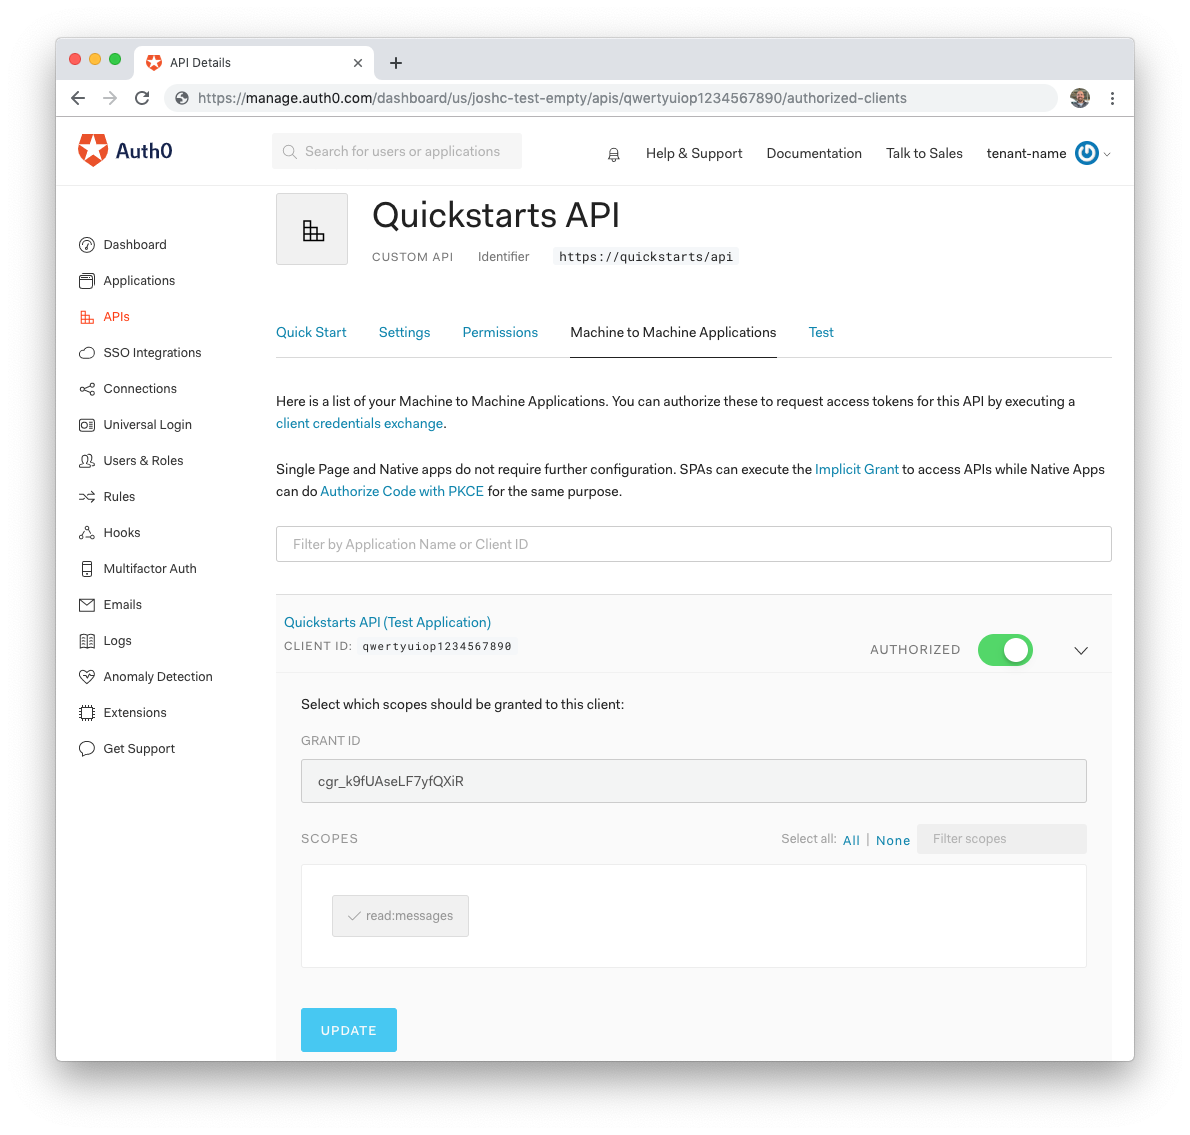 API Details
https://manage.auth0.com/dashboard/us/joshc-test-empty/apis/qwertyuiop1234567890/authorized-clients
Auth0
Search for users or applications
Help & Support
Documentation
Talk to Sales
tenant-name
Quickstarts API
CUSTOM API
Identifier
https://quickstarts/api
Dashboard
Applications
APIs
SSO Integrations
Connections
Universal Login
Users & Roles
Rules
Hooks
Multifactor Auth
Emails
Logs
Anomaly Detection
Extensions
Get Support
Quick Start
Settings
Permissions
Machine to Machine Applications
Test
Here is a list of your Machine to Machine Applications. You can authorize these to request access tokens for this API by executing a
client credentials exchange.
Single Page and Native apps do not require further configuration. SPAs can execute the Implicit Grant to access APIs while Native Apps
can do Authorize Code with PKCE for the same purpose.
Filter by Application Name or Client ID
Quickstarts API (Test Application)
CLIENT ID: qwertyuiop1234567890
AUTHORIZED
Select which scopes should be granted to this client:
GRANT ID
cgr_k9fUAseLF7yfQXiR
SCOPES
Select all: All | None
Filter scopes
read:messages
UPDATE